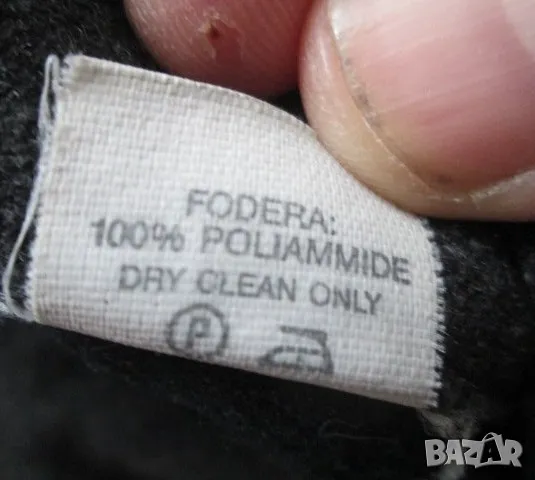 FODERA:
100% POLIAMMIDE
DRY CLEAN ONLY
P
BAZAR